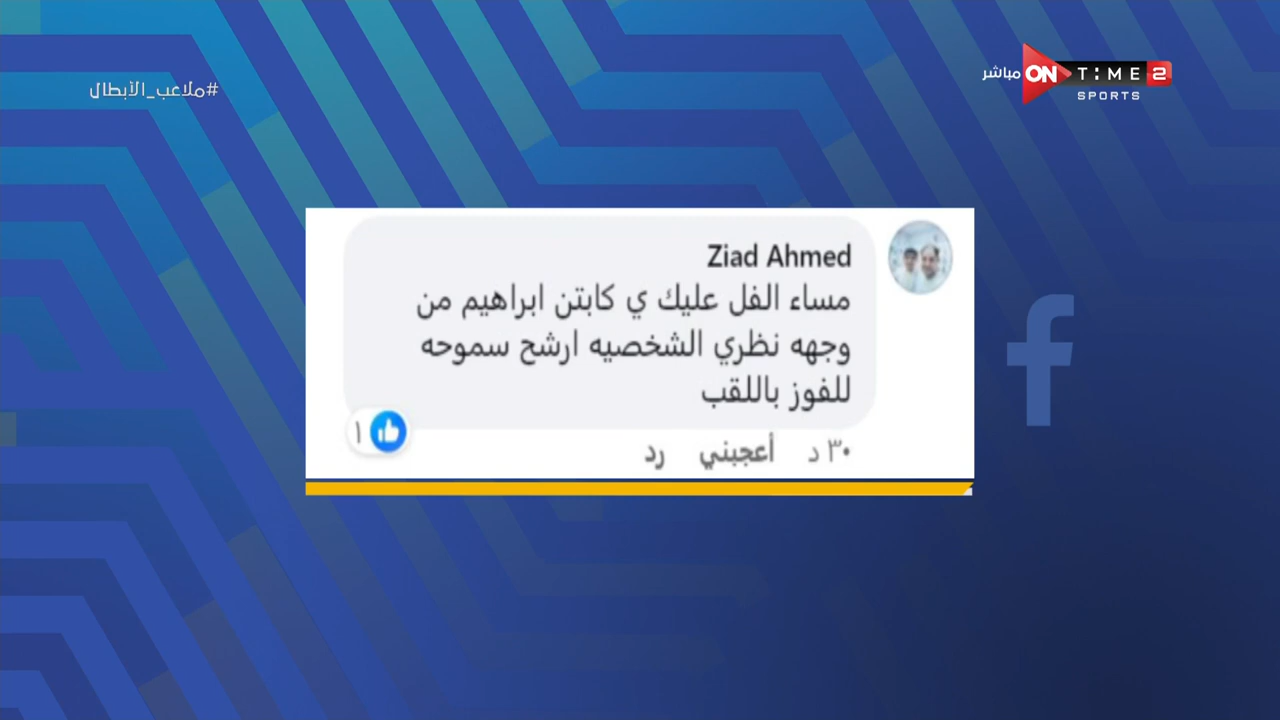 #ملاعب_الأبطال
مباشر ON TIME 2
SPORTS
Ziad Ahmed
مساء الفل عليك ي كابتن ابراهيم من
وجهه نظري الشخصيه ارشح سموحه
للفوز باللقب
١
٣٠ د أعجبني رد